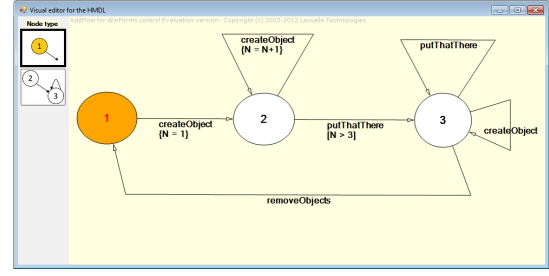 Visual editor for the HMDL
Node type
AddFlow for WinForms control Evaluation version - Copyright (c) 2003-2012 Lassalle Technologies
1
2
3
createObject
{N = N+1}
putThatThere
1
createObject
{N = 1}
2
putThatThere
[N > 3]
3
createObject
removeObjects